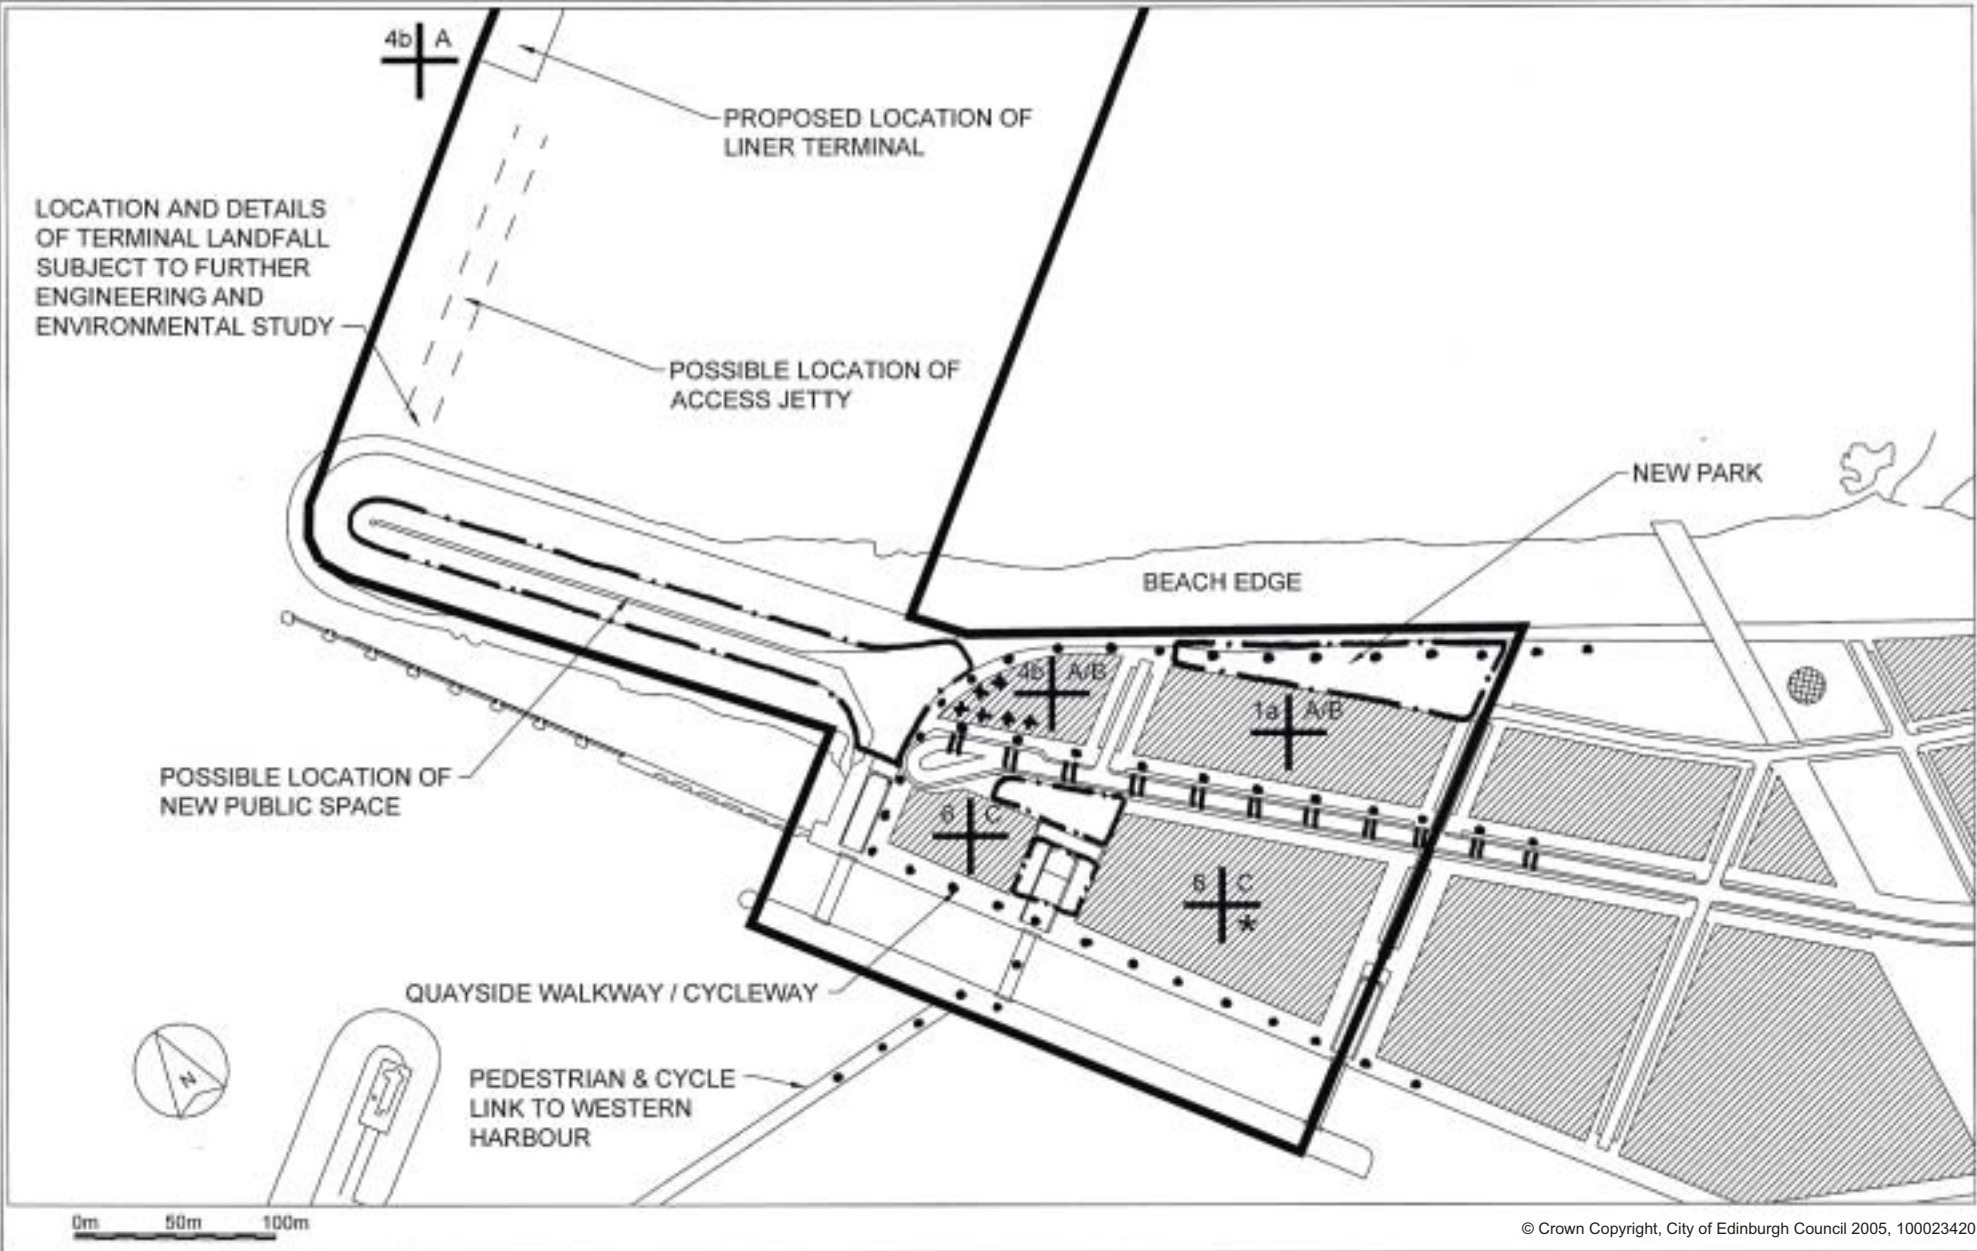 4b A
PROPOSED LOCATION OF
LINER TERMINAL
LOCATION AND DETAILS
OF TERMINAL LANDFALL
SUBJECT TO FURTHER
ENGINEERING AND
ENVIRONMENTAL STUDY
POSSIBLE LOCATION OF
ACCESS JETTY
NEW PARK
BEACH EDGE
4b A/B
1a A/B
POSSIBLE LOCATION OF
NEW PUBLIC SPACE
6 C
6 C
*
QUAYSIDE WALKWAY / CYCLEWAY
N
PEDESTRIAN & CYCLE
LINK TO WESTERN
HARBOUR
0m 50m 100m
© Crown Copyright, City of Edinburgh Council 2005, 100023420